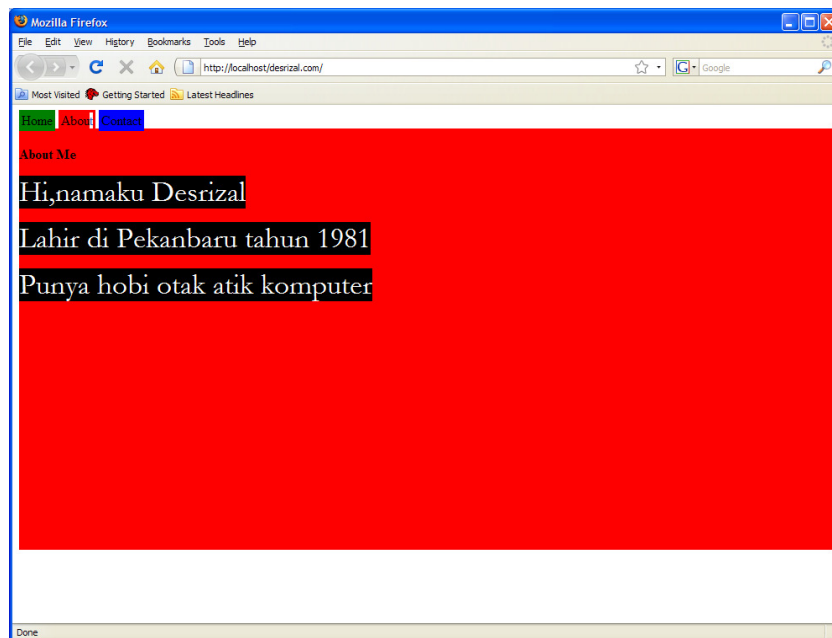 Mozilla Firefox
File Edit View History Bookmarks Tools Help
http://localhost/desrizal.com/
G Google
Most Visited Getting Started Latest Headlines
Home About Contact
About Me
Hi,namaku Desrizal
Lahir di Pekanbaru tahun 1981
Punya hobi otak atik komputer
Done